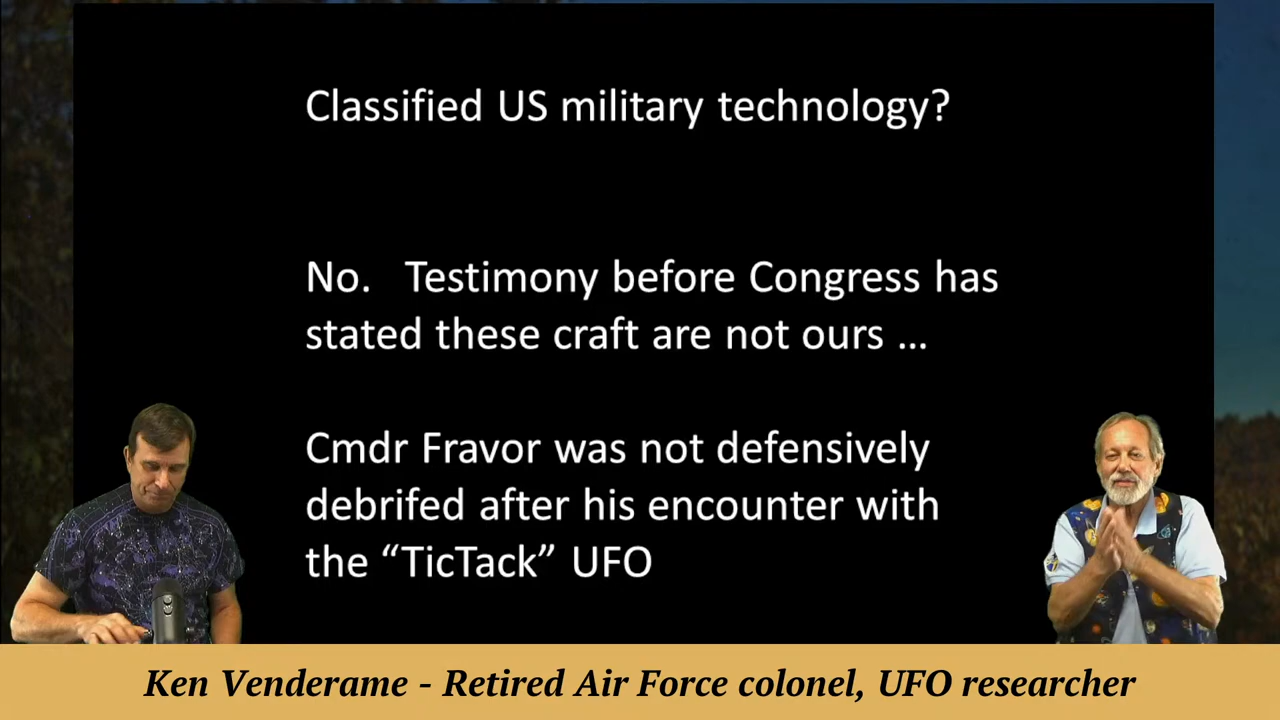 Classified US military technology?
No. Testimony before Congress has
stated these craft are not ours ...
Cmdr Fravor was not defensively
debrifed after his encounter with
the “TicTack” UFO
Ken Venderame - Retired Air Force colonel, UFO researcher